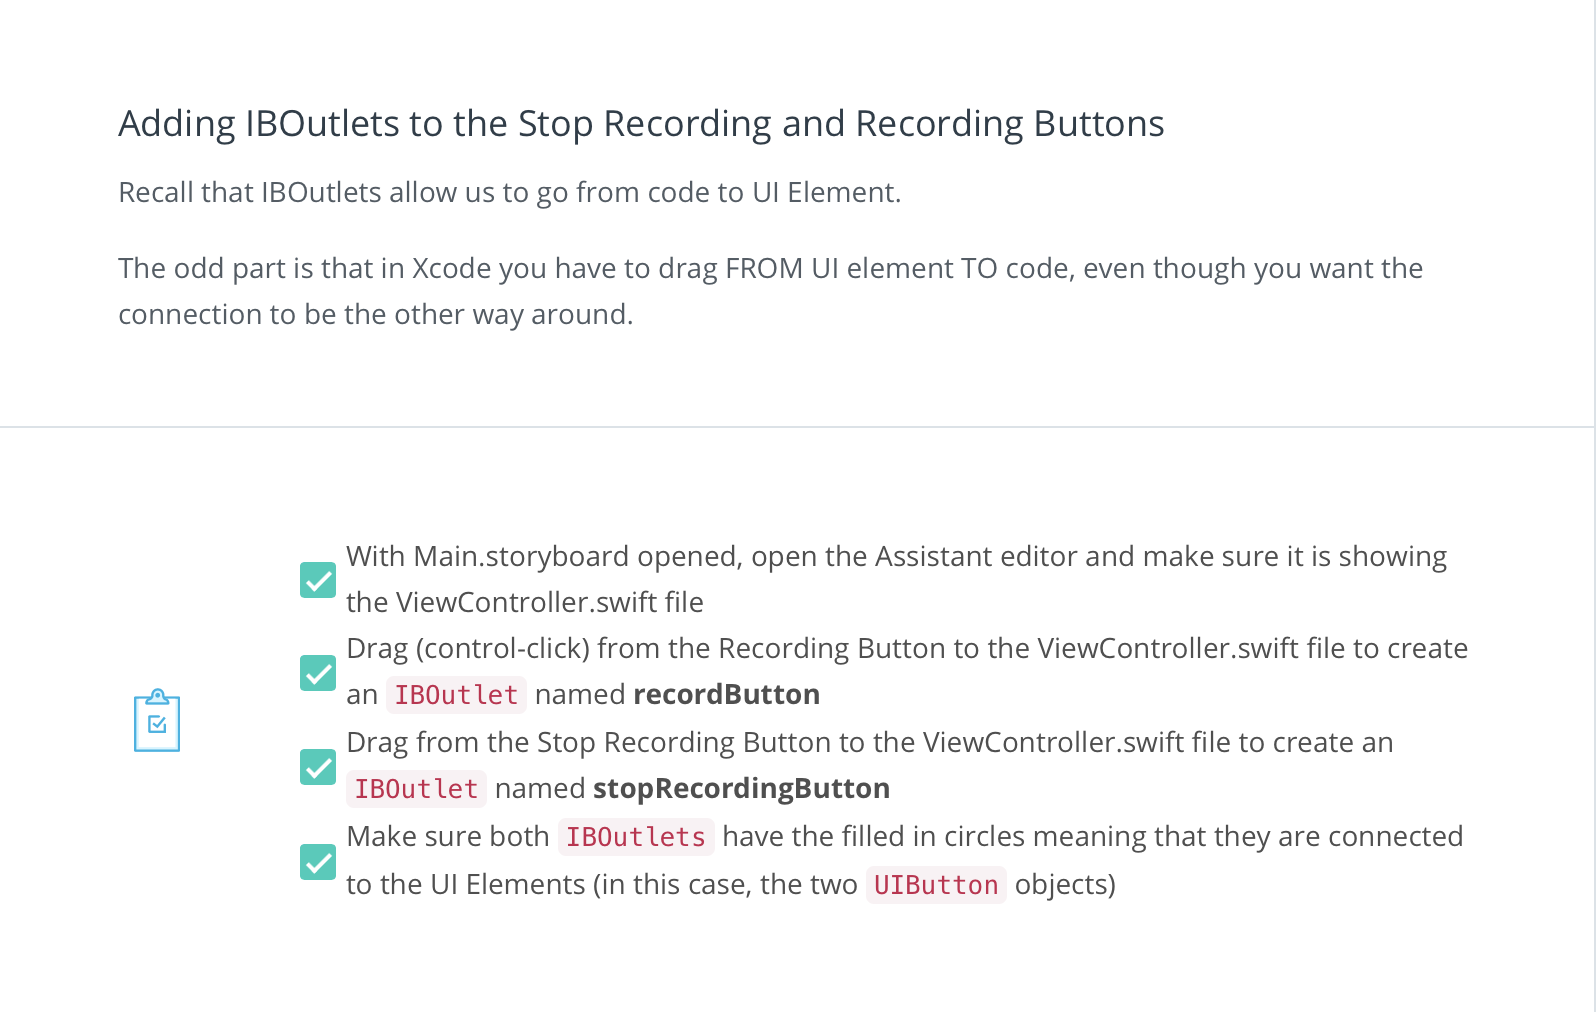 Adding IBOutlets to the Stop Recording and Recording Buttons
Recall that IBOutlets allow us to go from code to UI Element.
The odd part is that in Xcode you have to drag FROM UI element TO code, even though you want the
connection to be the other way around.
With Main.storyboard opened, open the Assistant editor and make sure it is showing
the ViewController.swift file
Drag (control-click) from the Recording Button to the ViewController.swift file to create
an IBOutlet named recordButton
Drag from the Stop Recording Button to the ViewController.swift file to create an
IBOutlet named stopRecordingButton
Make sure both IBOutlets have the filled in circles meaning that they are connected
to the UI Elements (in this case, the two UIButton objects)